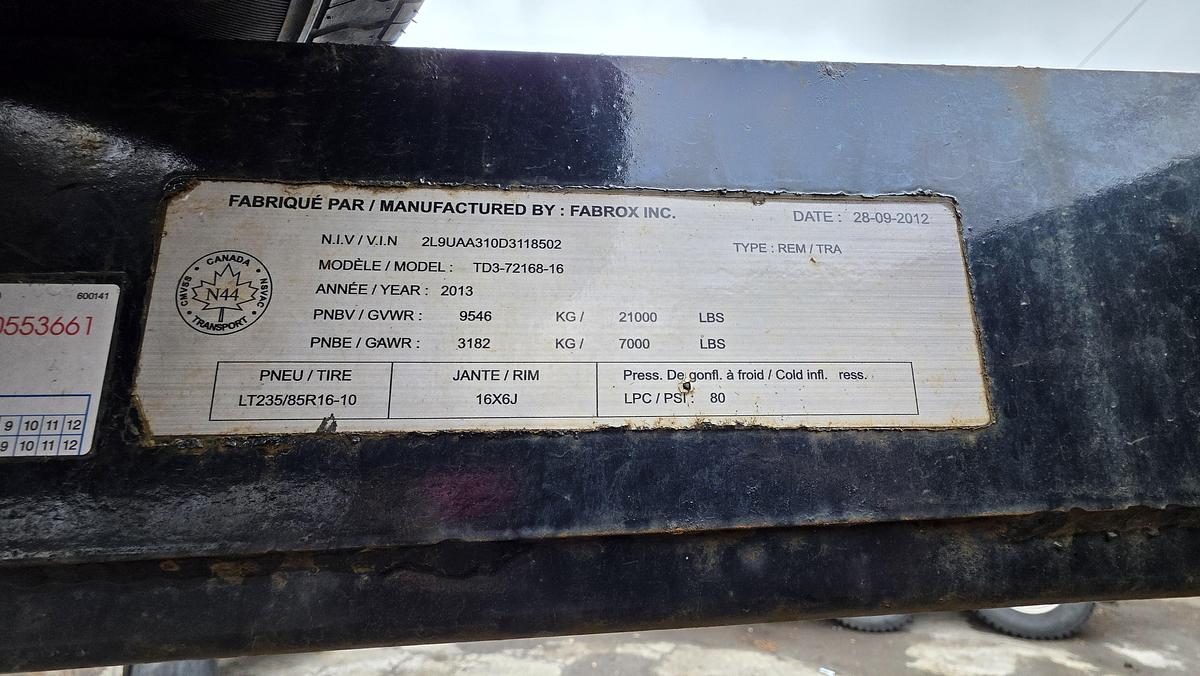 FABRIQUÉ PAR / MANUFACTURED BY : FABROX INC.
DATE : 28-09-2012
N.I.V / V.I.N 2L9UAA310D3118502
TYPE : REM / TRA
MODÈLE / MODEL : TD3-72168-16
ANNÉE / YEAR : 2013
PNBV / GVWR : 9546 KG / 21000 LBS
PNBE / GAWR : 3182 KG / 7000 LBS
CANADA
CMVSS
NSVAC
N44
TRANSPORT
PNEU / TIRE
LT235/85R16-10
JANTE / RIM
16X6J
Press. De gonfl. à froid / Cold infl. ress.
LPC / PSI : 80
600141
0553661
9 10 11 12
9 10 11 12